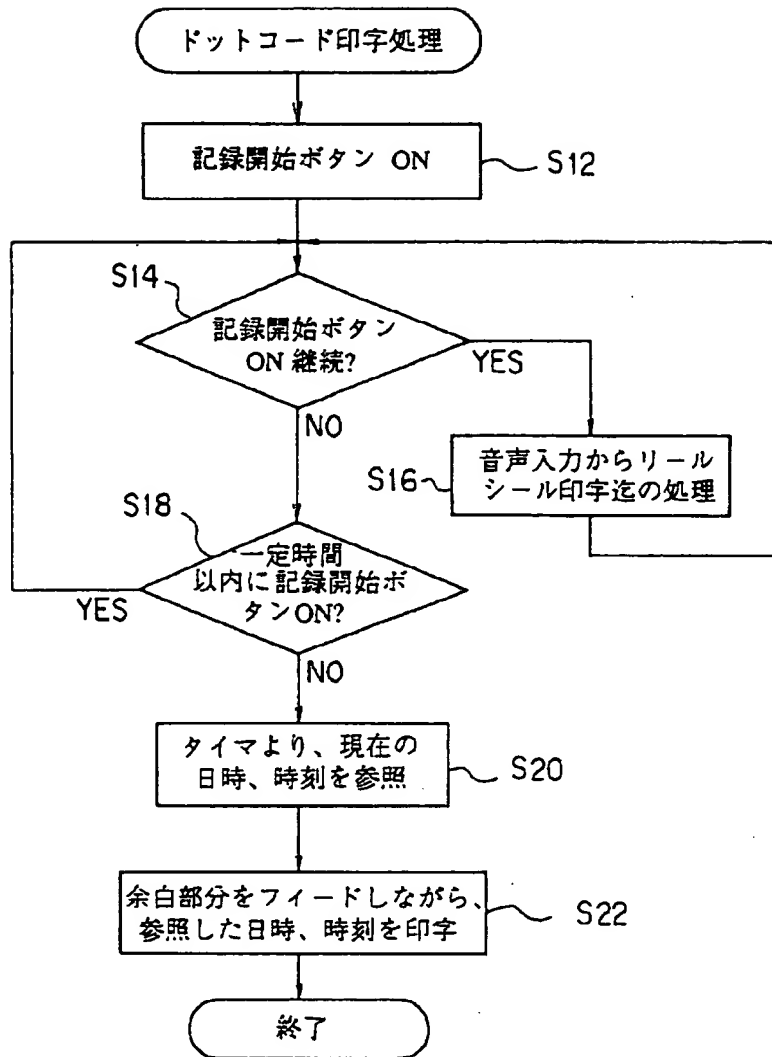 ドットコード印字処理
記録開始ボタン ON
S12
S14
記録開始ボタン
ON 継続?
YES
NO
S16
音声入力からリール
シール印字迄の処理
S18
一定時間
以内に記録開始ボ
タンON?
YES
NO
タイマより、現在の
日時、時刻を参照
S20
余白部分をフィードしながら、
参照した日時、時刻を印字
S22
終了